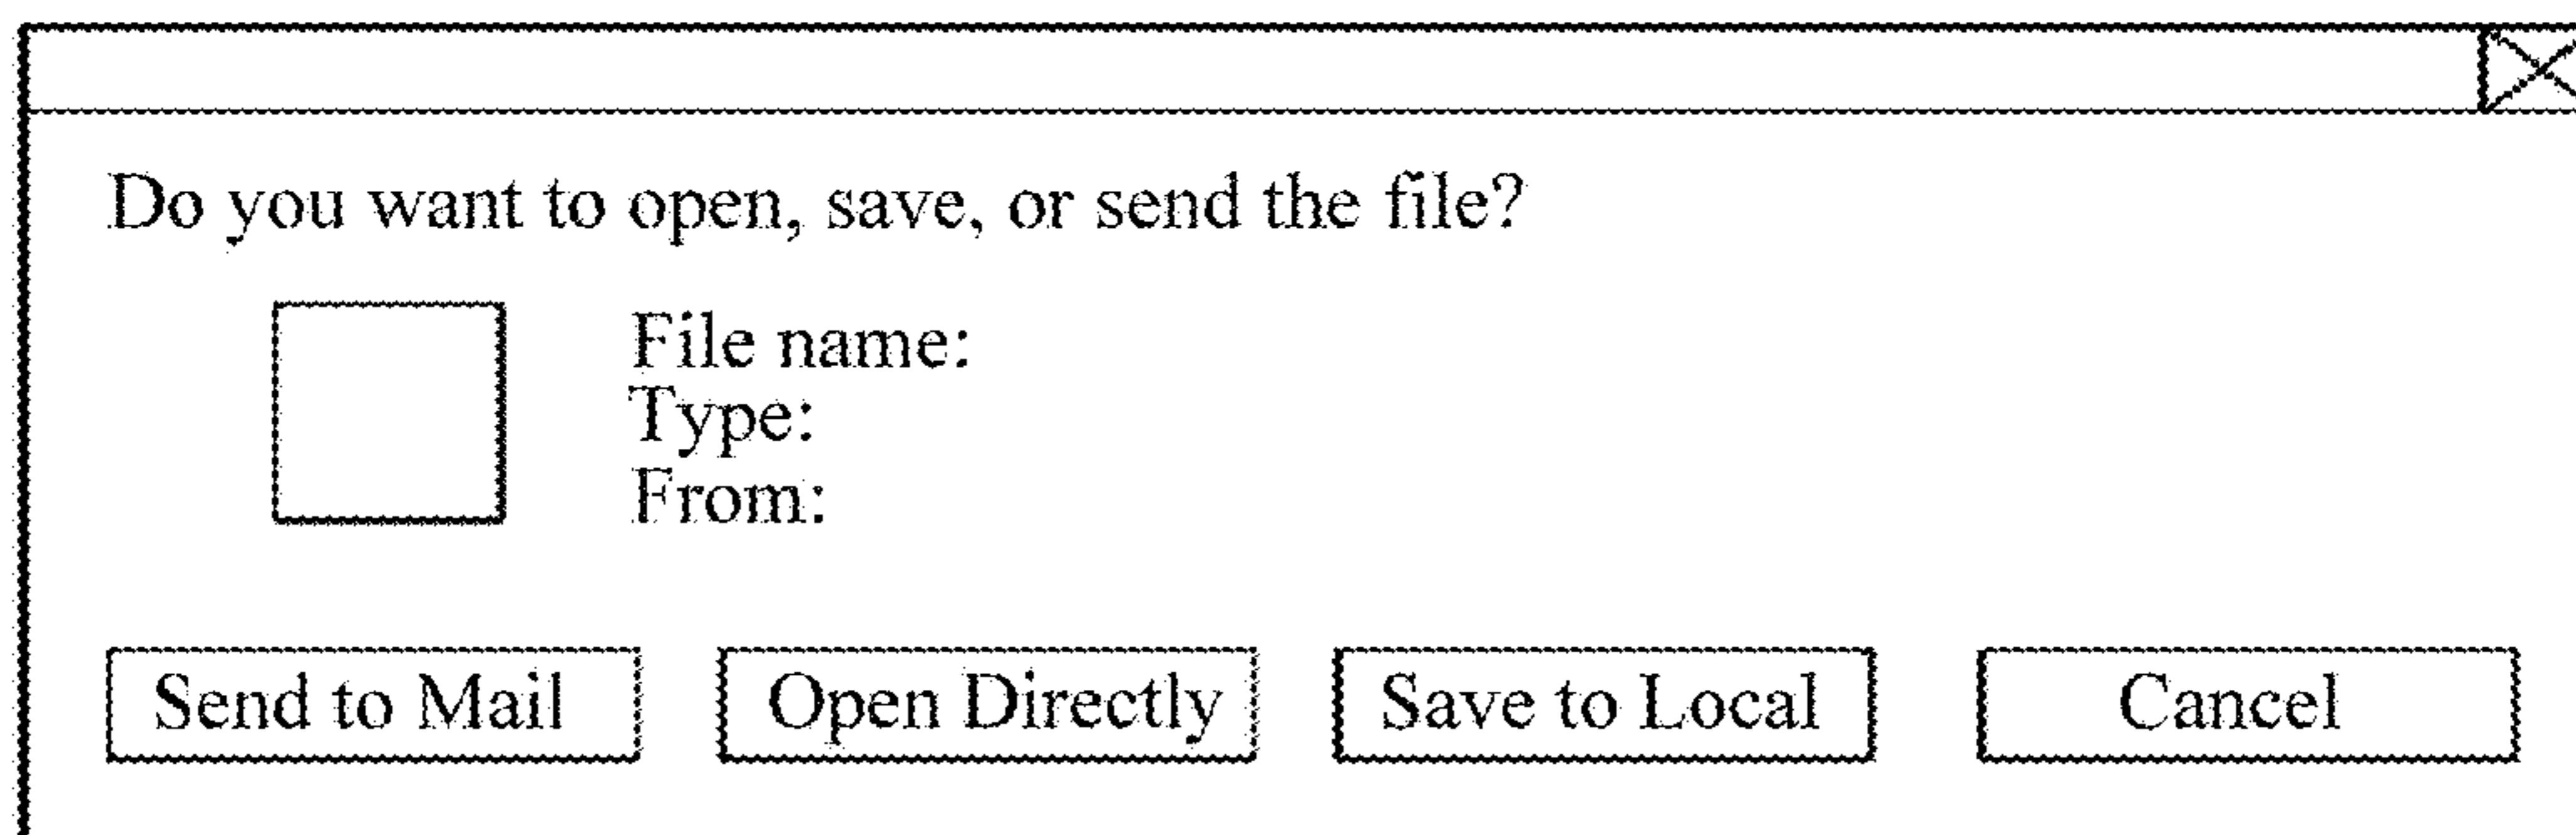 Do you want to open, save, or send the file?
File name:
Type:
From:
Send to Mail Open Directly Save to Local Cancel